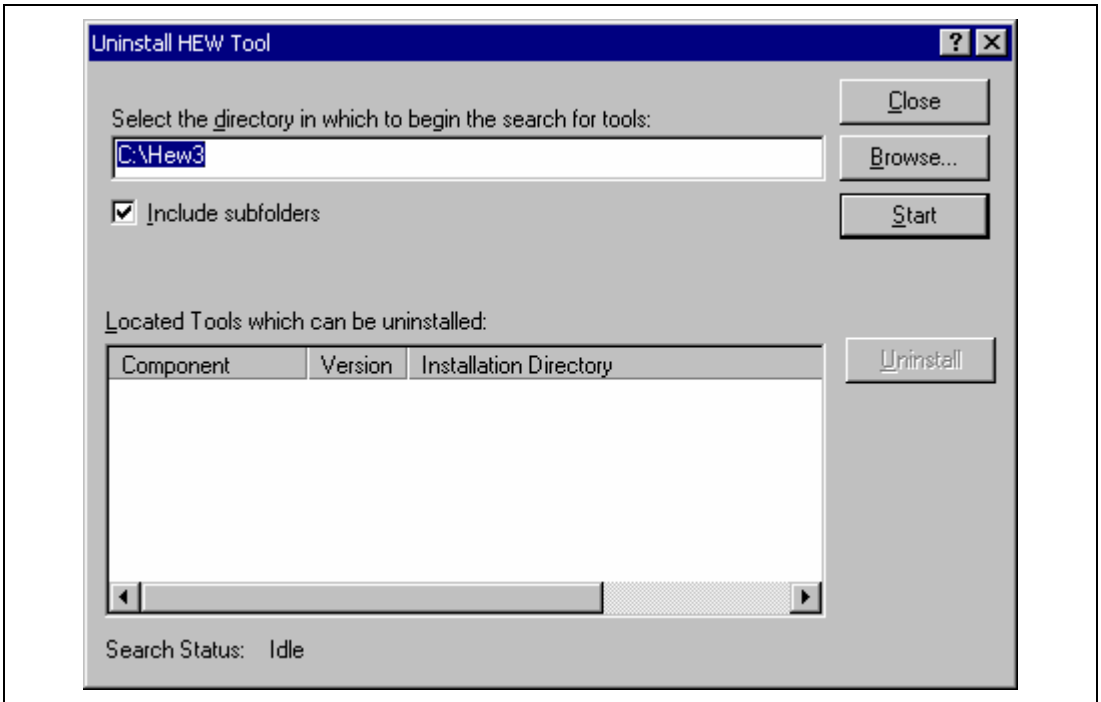 Uninstall HEW Tool
Close
Select the directory in which to begin the search for tools:
C:\Hew3
Browse...
Include subfolders
Start
Located Tools which can be uninstalled:
Component Version Installation Directory
Uninstall
Search Status: Idle